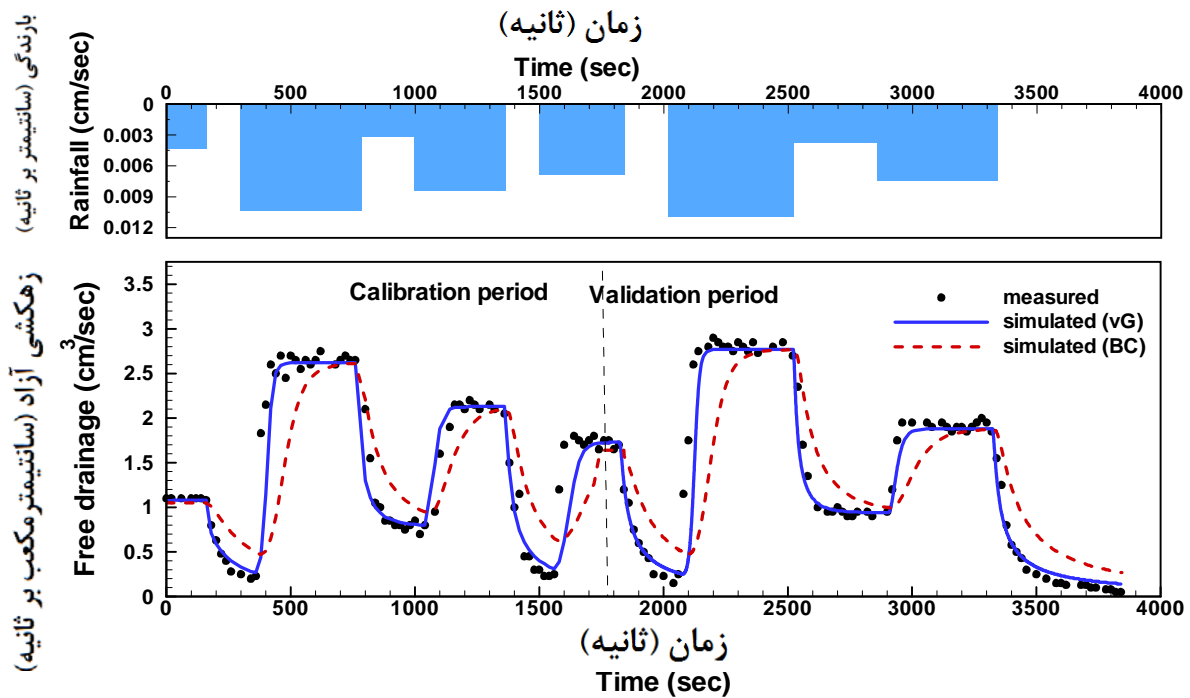 زمان (ثانیه)
Time (sec)
0 500 1000 1500 2000 2500 3000 3500 4000
بارندگی (سانتیمتر بر ثانیه)
Rainfall (cm/sec)
0
0.003
0.006
0.009
0.012
زهکشی آزاد (سانتیمترمکعب بر ثانیه)
Free drainage (cm3/sec)
3.5
3
2.5
2
1.5
1
0.5
0
Calibration period
Validation period
measured
simulated (vG)
simulated (BC)
0 500 1000 1500 2000 2500 3000 3500 4000
زمان (ثانیه)
Time (sec)